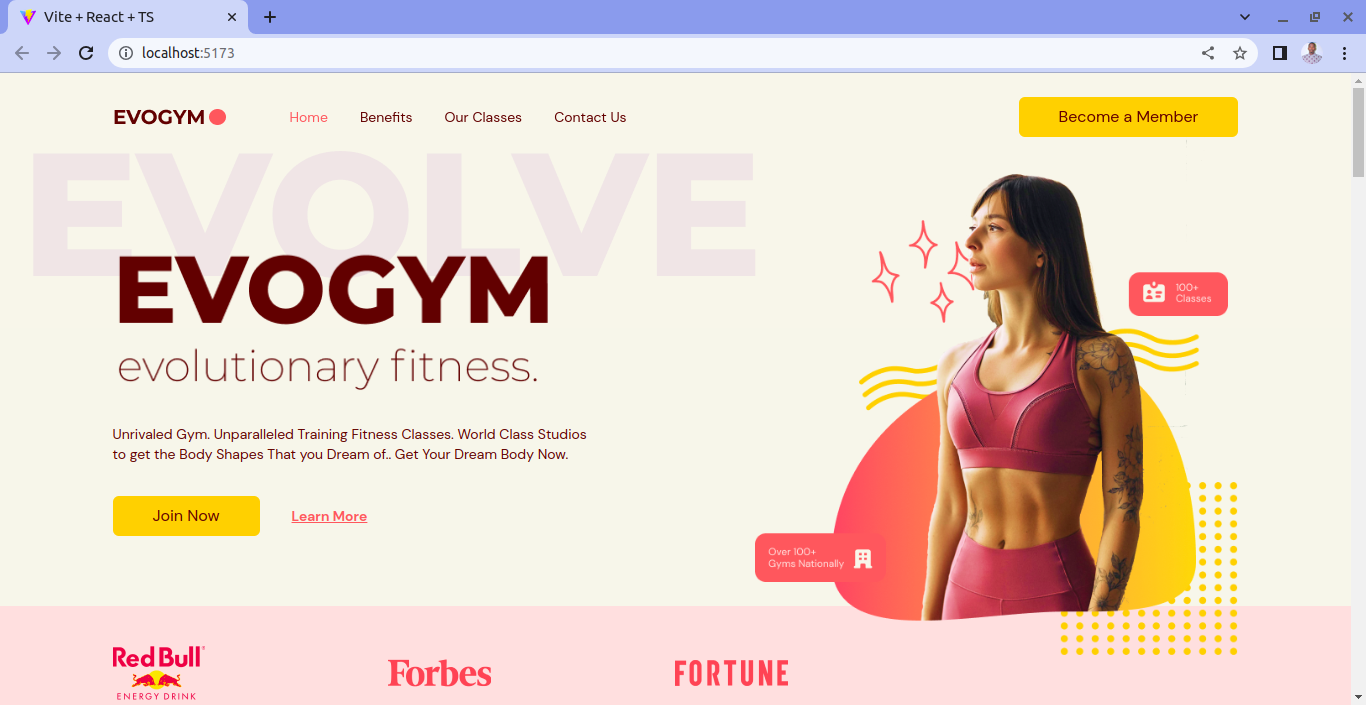 Vite + React + TS
localhost:5173
EVOGYM
Home
Benefits
Our Classes
Contact Us
Become a Member
EVOLVE
EVOGYM
evolutionary fitness.
100+
Classes
Unrivaled Gym. Unparalleled Training Fitness Classes. World Class Studios
to get the Body Shapes That you Dream of.. Get Your Dream Body Now.
Join Now
Learn More
Over 100+
Gyms Nationally
Red Bull
ENERGY DRINK
Forbes
FORTUNE